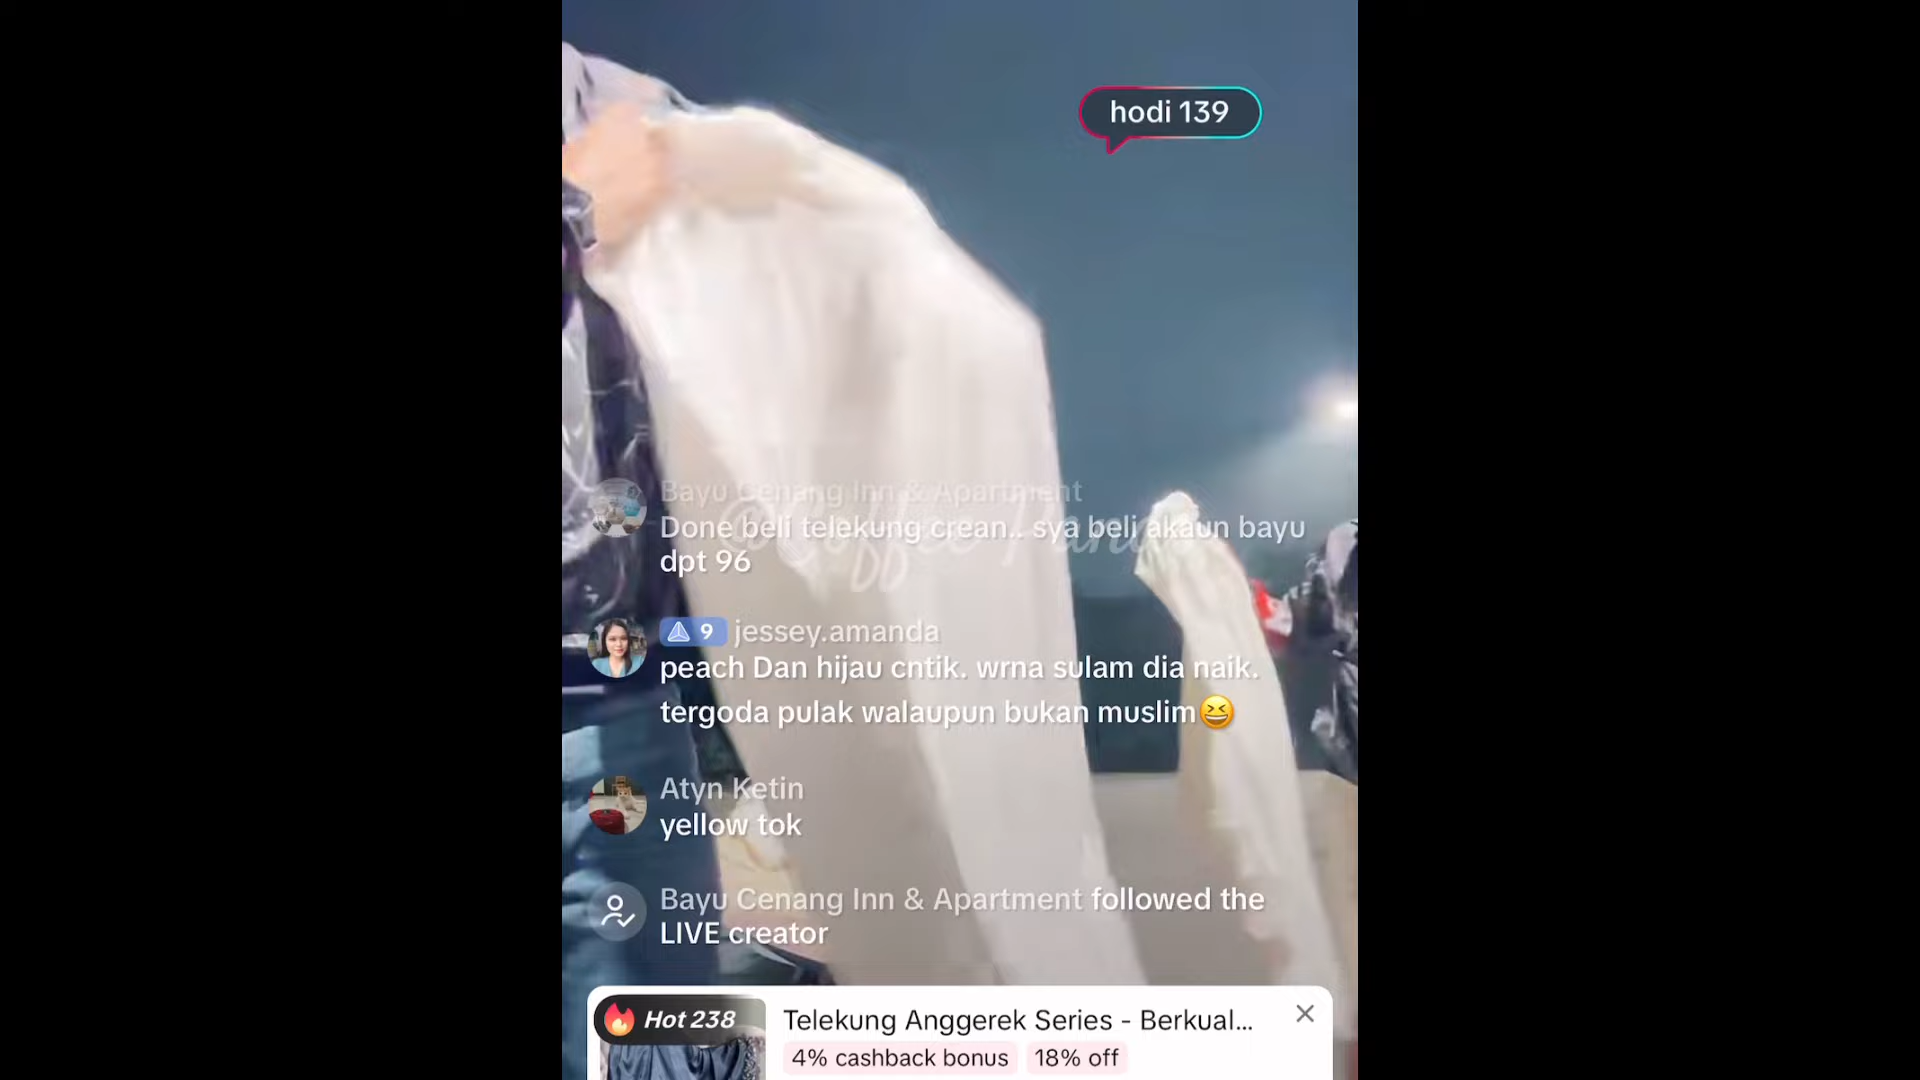 hodi 139
Bayu Cenang Inn & Apartment
Done beli telekung crean.. sya beli akaun bayu
dpt 96
@Coffee Pana
9 jessey.amanda
peach Dan hijau cntik. wrna sulam dia naik.
tergoda pulak walaupun bukan muslim😆
Atyn Ketin
yellow tok
Bayu Cenang Inn & Apartment followed the
LIVE creator
Hot 238
Telekung Anggerek Series - Berkual...
4% cashback bonus 18% off